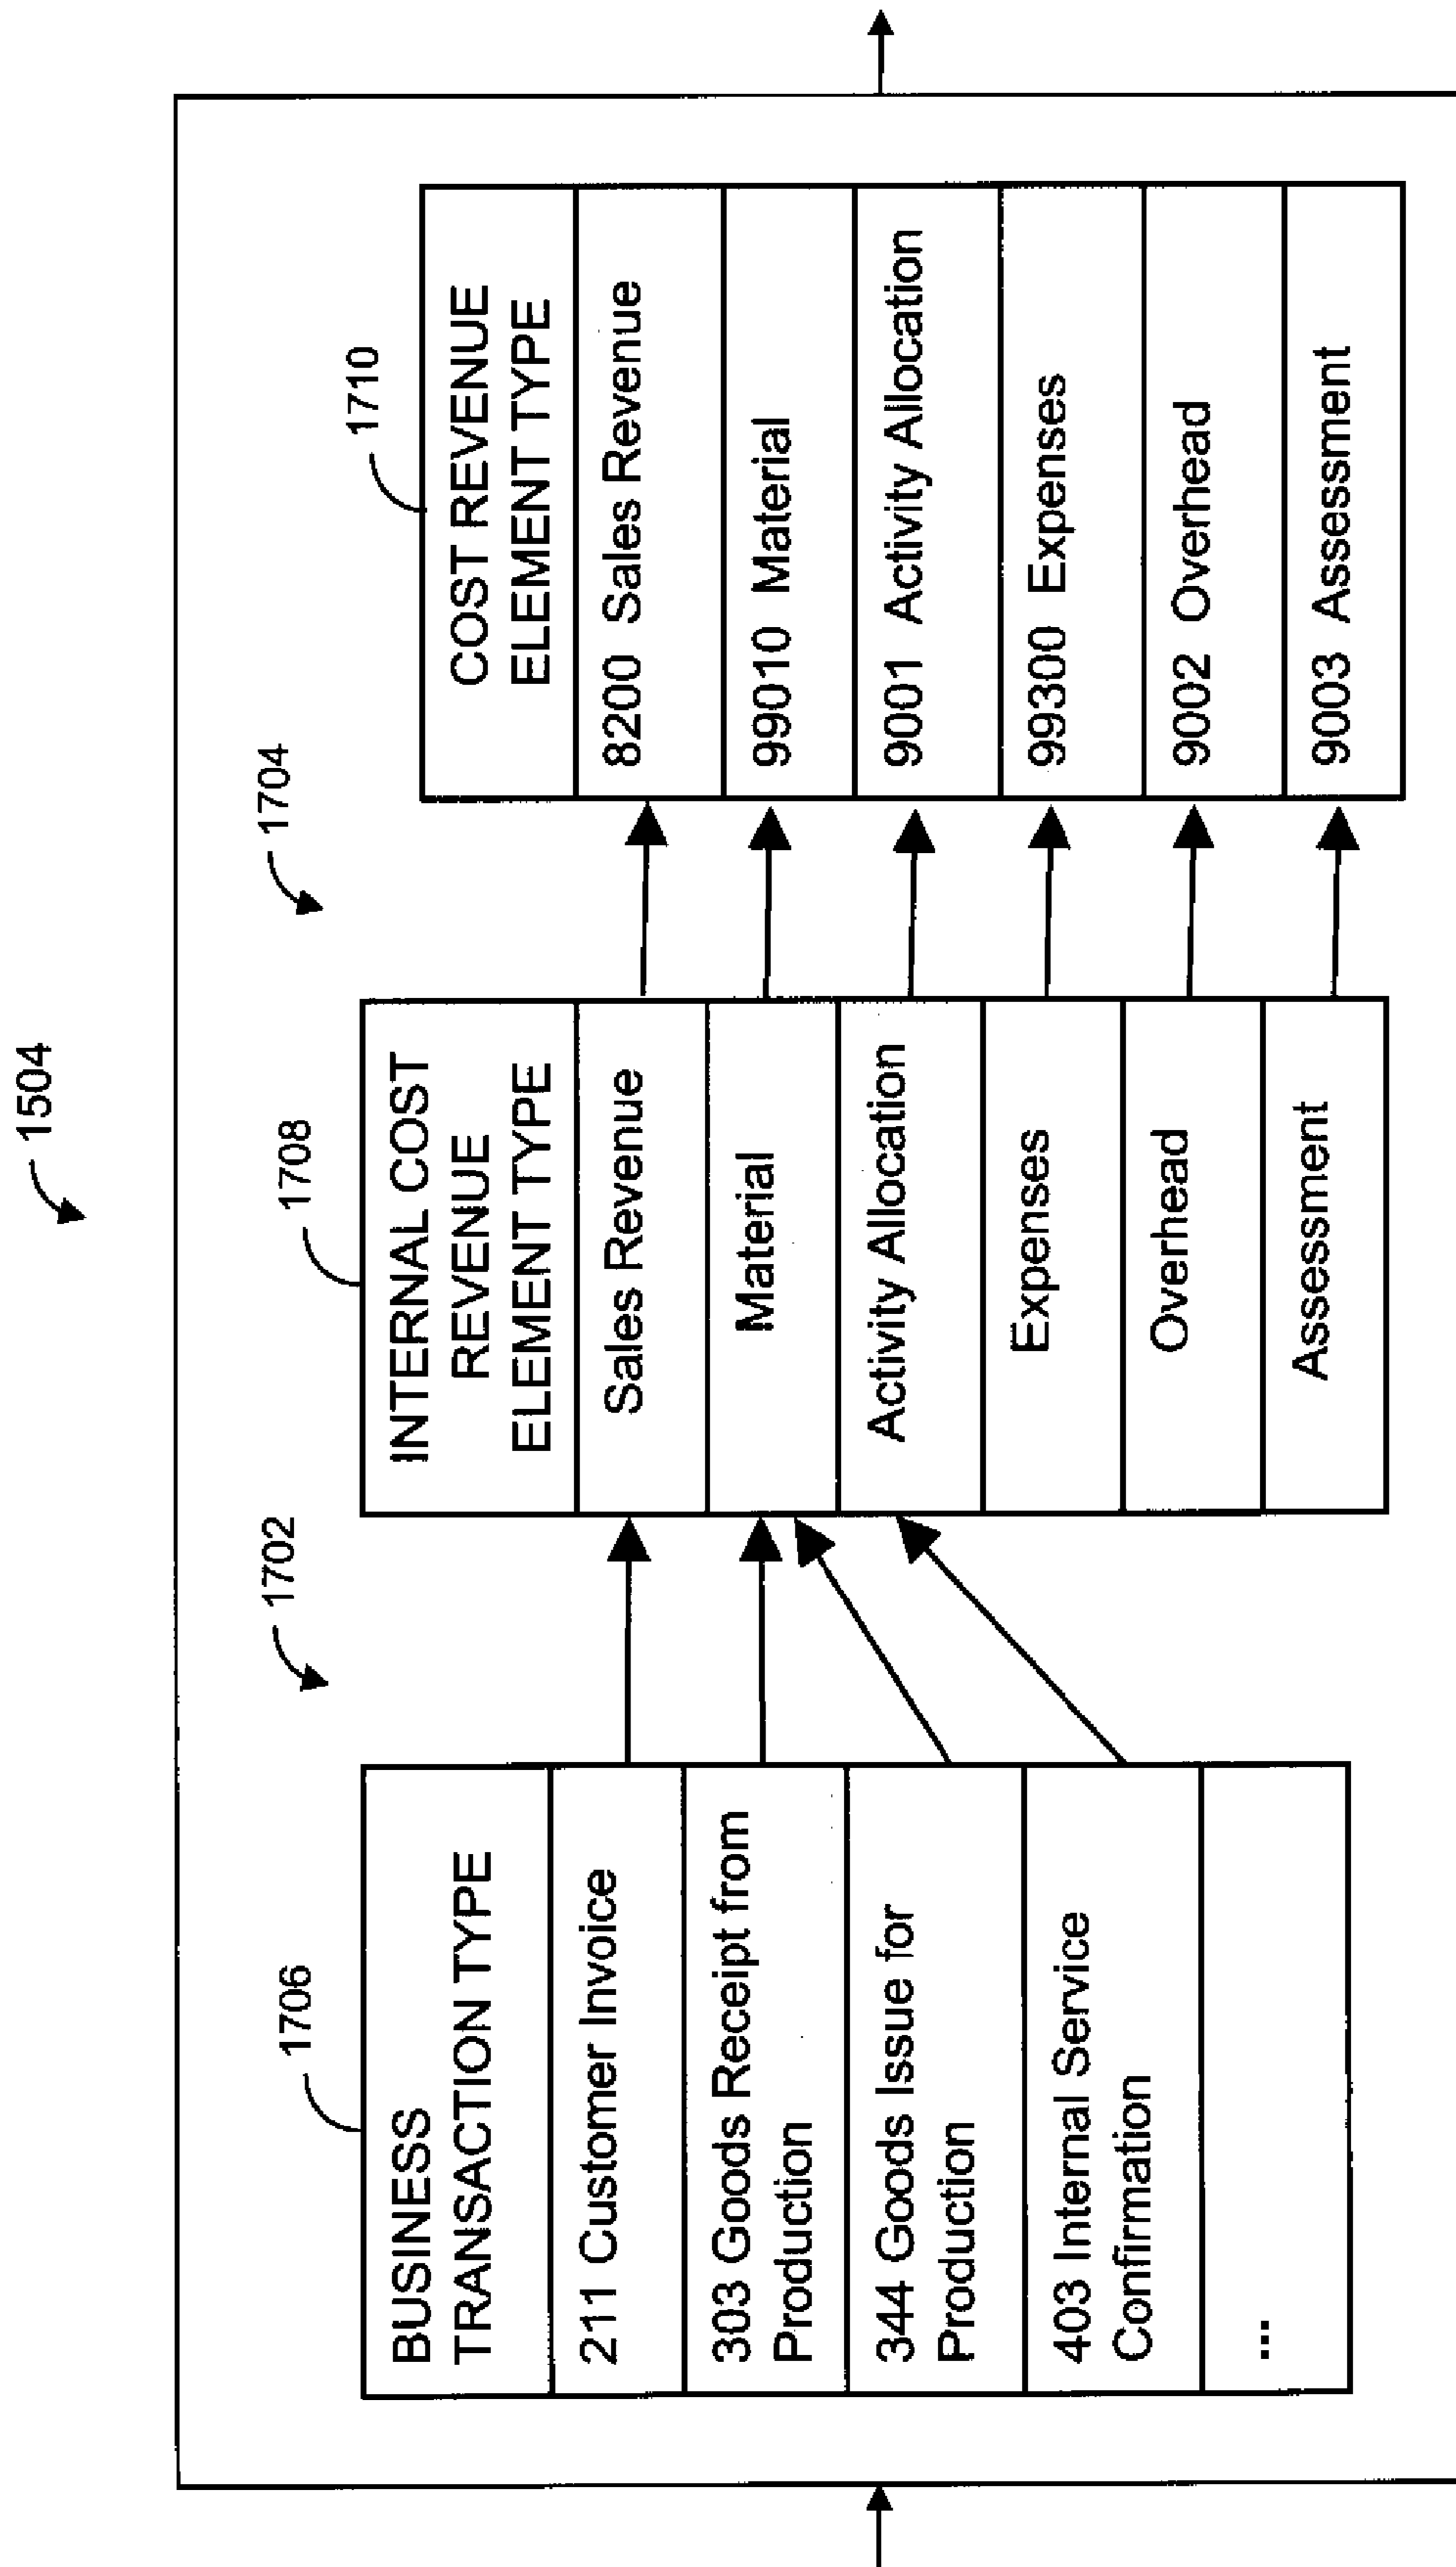 1504
1702
1704
1706
BUSINESS
TRANSACTION TYPE
211 Customer Invoice
303 Goods Receipt from
Production
344 Goods Issue for
Production
403 Internal Service
Confirmation
...
1708
INTERNAL COST
REVENUE
ELEMENT TYPE
Sales Revenue
Material
Activity Allocation
Expenses
Overhead
Assessment
1710
COST REVENUE
ELEMENT TYPE
8200 Sales Revenue
99010 Material
9001 Activity Allocation
99300 Expenses
9002 Overhead
9003 Assessment